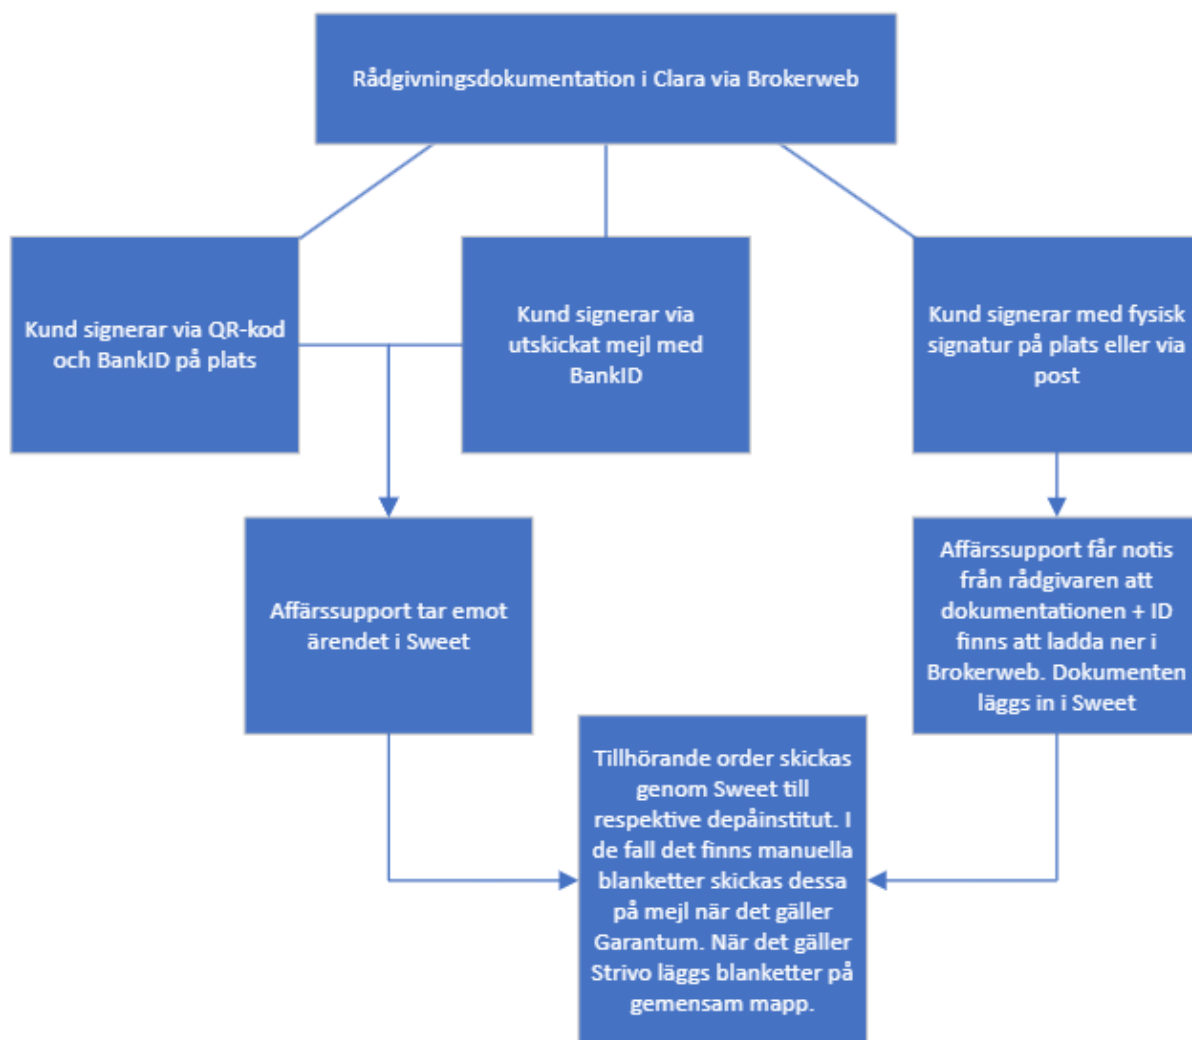 Rådgivningsdokumentation i Clara via Brokerweb
Kund signerar via QR-kod
och BankID på plats
Kund signerar via
utskickat mejl med
BankID
Kund signerar med fysisk
signatur på plats eller via
post
Affärssupport tar emot
ärendet i Sweet
Affärssupport får notis
från rådgivaren att
dokumentationen + ID
finns att ladda ner i
Brokerweb. Dokumenten
läggs in i Sweet
Tillhörande order skickas
genom Sweet till
respektive depåinstitut. I
de fall det finns manuella
blanketter skickas dessa
på mejl när det gäller
Garantum. När det gäller
Strivo läggs blanketter på
gemensam mapp.